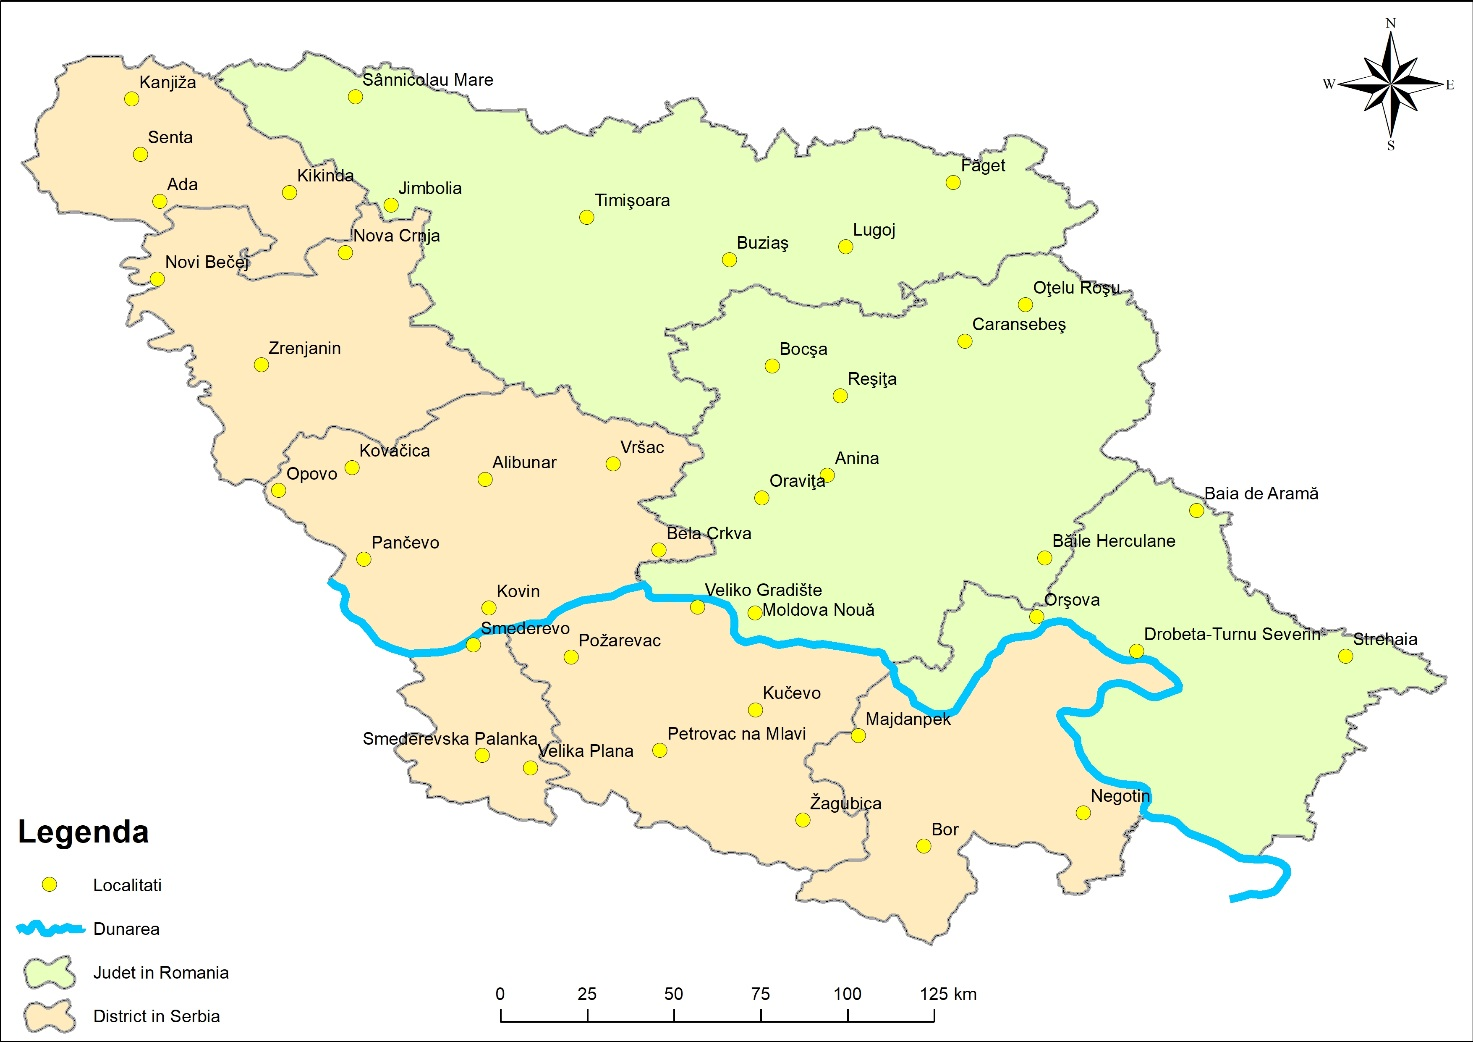 N
W E
S
Sânnicolau Mare
Kanjiža
Senta
Făget
Kikinda
Ada
Jimbolia
Timişoara
Lugoj
Nova Crnja
Buziaş
Novi Bečej
Oţelu Roşu
Caransebeş
Zrenjanin
Bocşa
Reşiţa
Vršac
Kovačica
Anina
Alibunar
Opovo
Oraviţa
Baia de Aramă
Bela Crkva
Pančevo
Băile Herculane
Kovin
Veliko Gradište
Orşova
Moldova Nouă
Smederevo
Drobeta-Turnu Severin
Požarevac
Strehaia
Kučevo
Majdanpek
Petrovac na Mlavi
Smederevska Palanka
Velika Plana
Negotin
Žagubica
Bor
Legenda
Localitati
Dunarea
Judet in Romania
District in Serbia
0 25 50 75 100 125 km